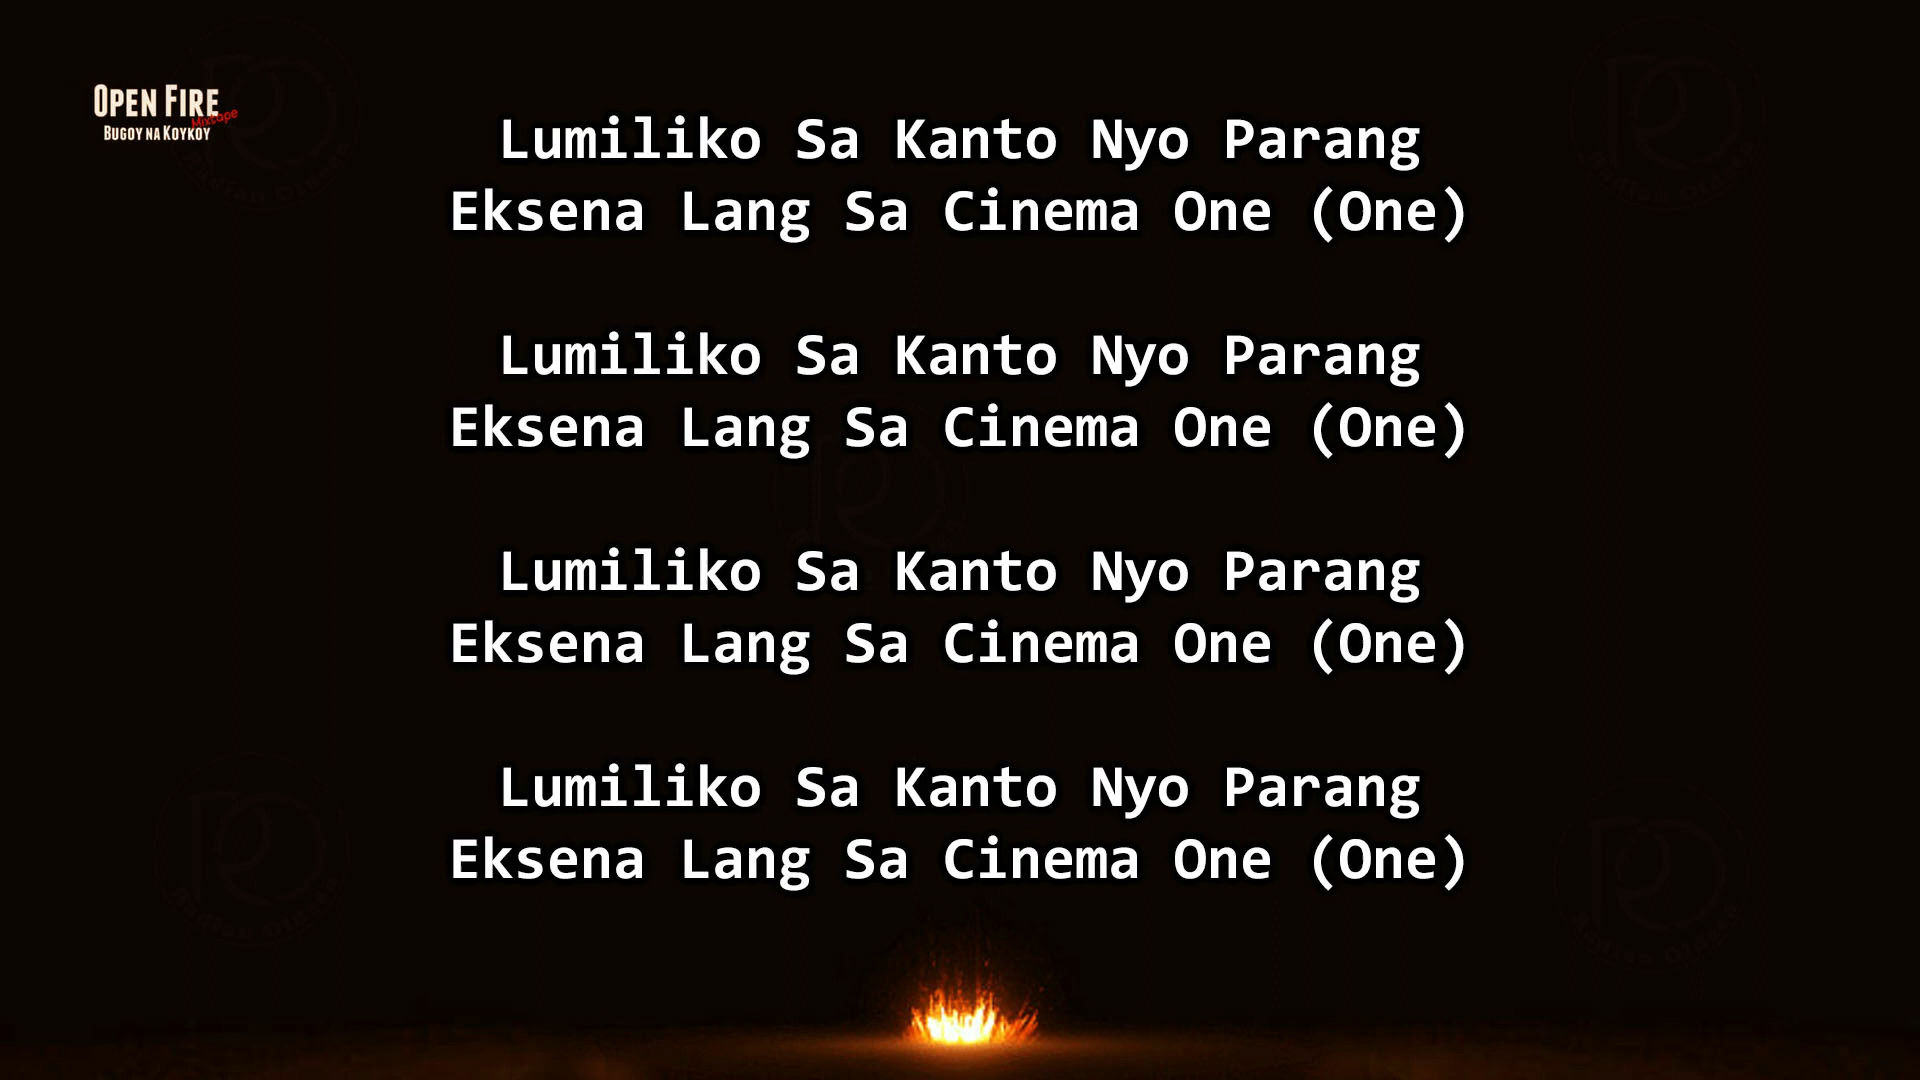 Open Fire
Mixtape
Bugoy na Koykoy
Lumiliko Sa Kanto Nyo Parang
Eksena Lang Sa Cinema One (One)
Lumiliko Sa Kanto Nyo Parang
Eksena Lang Sa Cinema One (One)
Lumiliko Sa Kanto Nyo Parang
Eksena Lang Sa Cinema One (One)
Lumiliko Sa Kanto Nyo Parang
Eksena Lang Sa Cinema One (One)